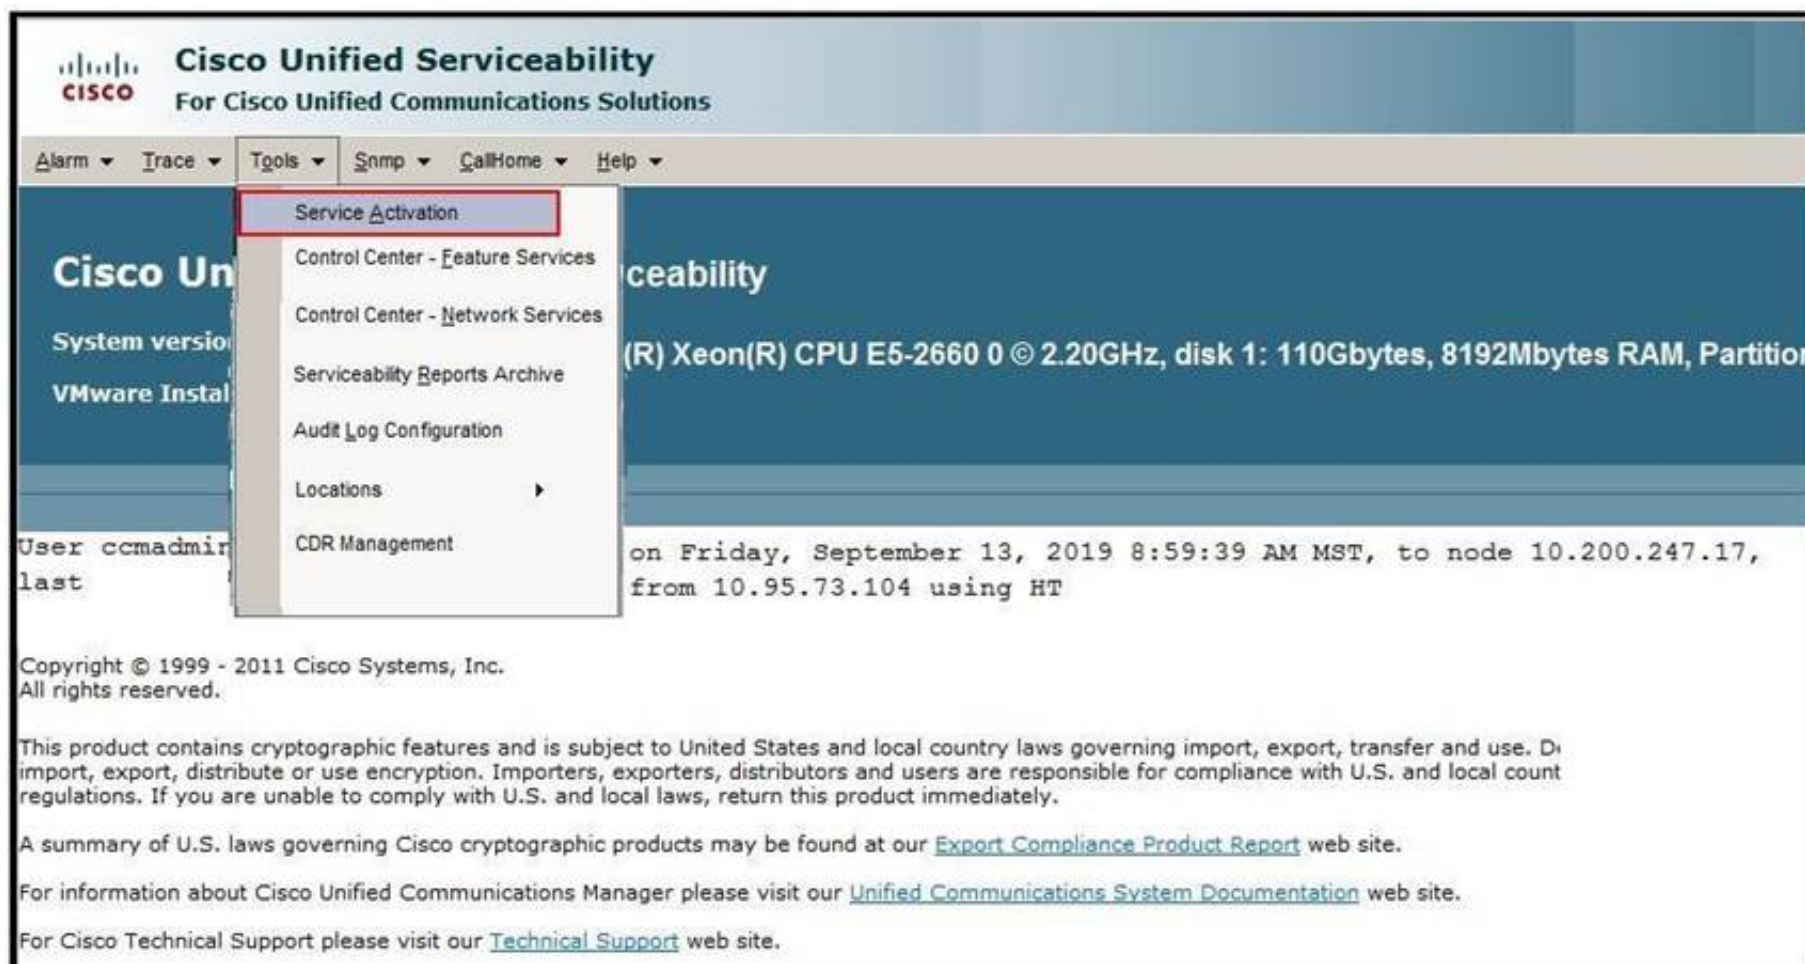 CISCO
Cisco Unified Serviceability
For Cisco Unified Communications Solutions
Alarm Trace Tools Snmp CallHome Help
Service Activation
Control Center - Feature Services
Control Center - Network Services
Serviceability Reports Archive
Audit Log Configuration
Locations
CDR Management
Cisco Un ceability
System versio (R) Xeon(R) CPU E5-2660 0 © 2.20GHz, disk 1: 110Gbytes, 8192Mbytes RAM, Partitio
VMware Instal
User ccmadmin on Friday, September 13, 2019 8:59:39 AM MST, to node 10.200.247.17,
last from 10.95.73.104 using HT
Copyright © 1999 - 2011 Cisco Systems, Inc.
All rights reserved.
This product contains cryptographic features and is subject to United States and local country laws governing import, export, transfer and use. D
import, export, distribute or use encryption. Importers, exporters, distributors and users are responsible for compliance with U.S. and local count
regulations. If you are unable to comply with U.S. and local laws, return this product immediately.
A summary of U.S. laws governing Cisco cryptographic products may be found at our Export Compliance Product Report web site.
For information about Cisco Unified Communications Manager please visit our Unified Communications System Documentation web site.
For Cisco Technical Support please visit our Technical Support web site.